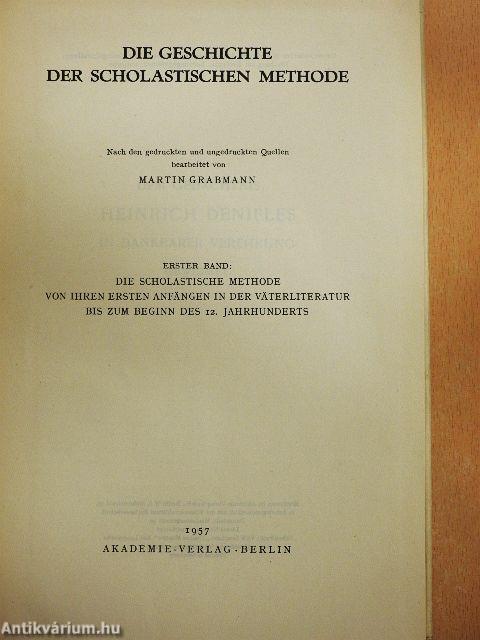 DIE GESCHICHTE
DER SCHOLASTISCHEN METHODE
Nach den gedruckten und ungedruckten Quellen
bearbeitet von
MARTIN GRABMANN
HEINRICH DENIFLES
IN DANKBARER VEREHRUNG
ERSTER BAND:
DIE SCHOLASTISCHE METHODE
VON IHREN ERSTEN ANFÄNGEN IN DER VÄTERLITERATUR
BIS ZUM BEGINN DES 12. JAHRHUNDERTS
1957
AKADEMIE-VERLAG·BERLIN
Antikvárium.hu